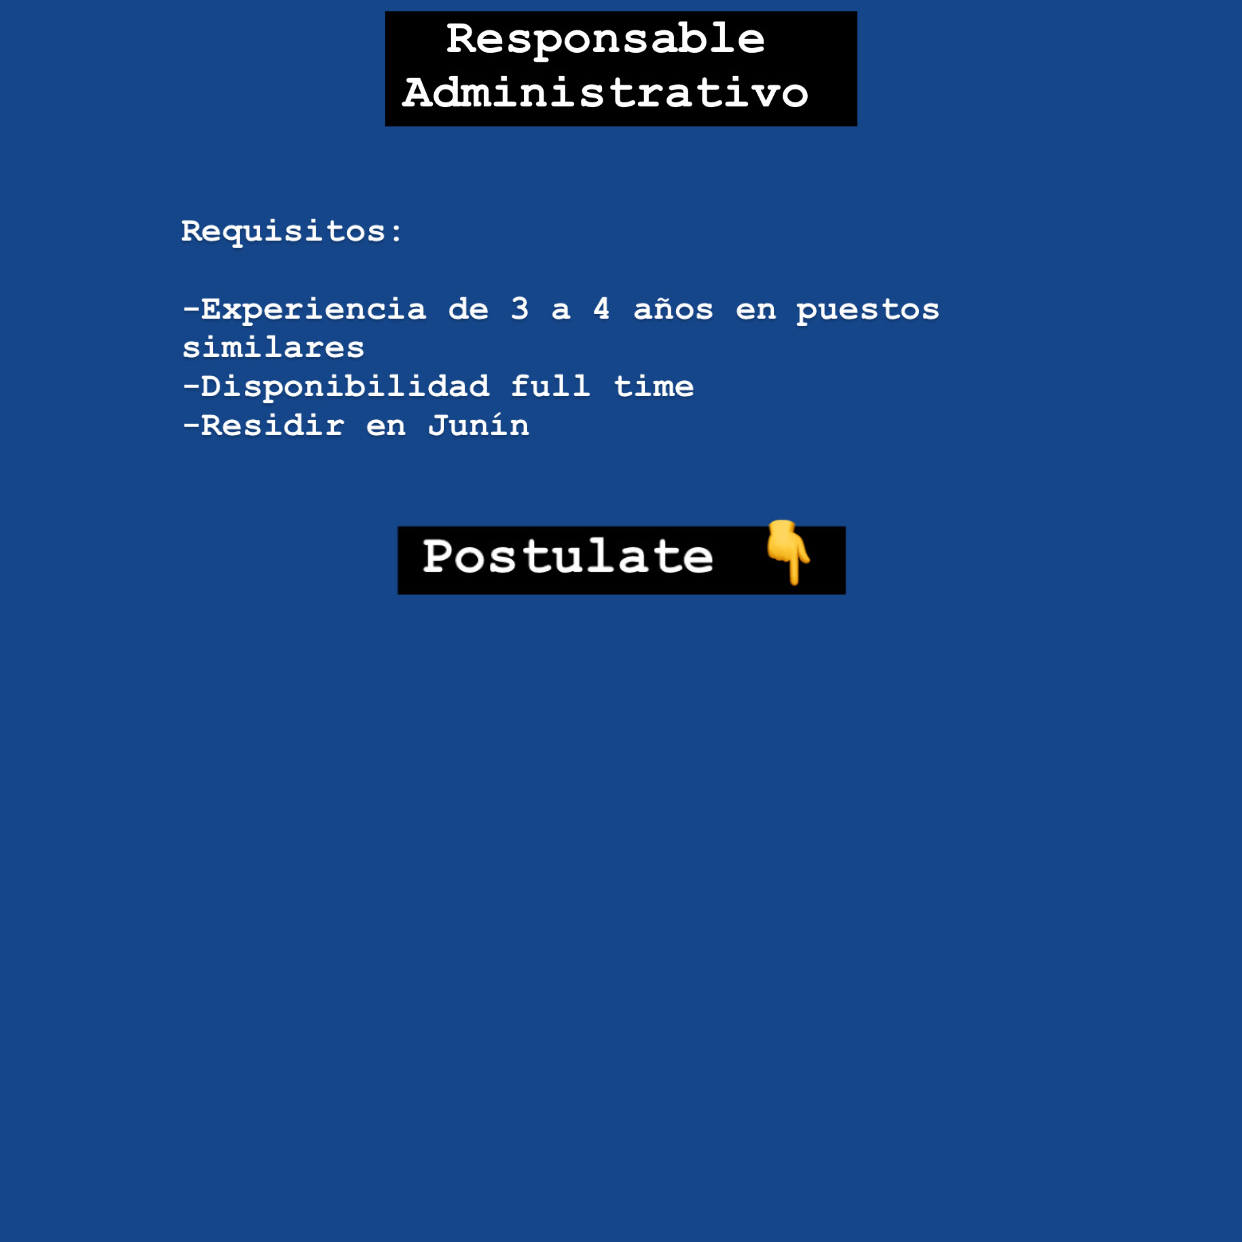 Responsable
Administrativo
Requisitos:
-Experiencia de 3 a 4 años en puestos
similares
-Disponibilidad full time
-Residir en Junín
Postulate 👇